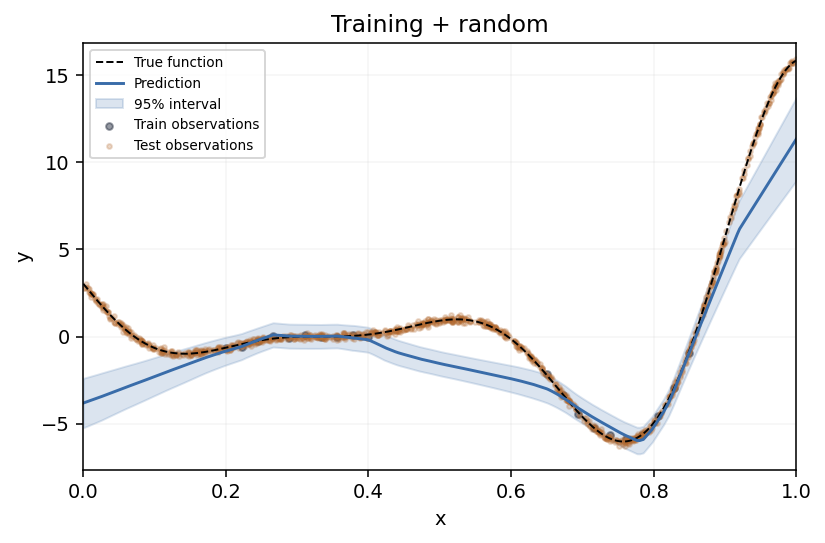 Training + random
True function
Prediction
95% interval
Train observations
Test observations
15
10
5
0
−5
y
0.0 0.2 0.4 0.6 0.8 1.0
x